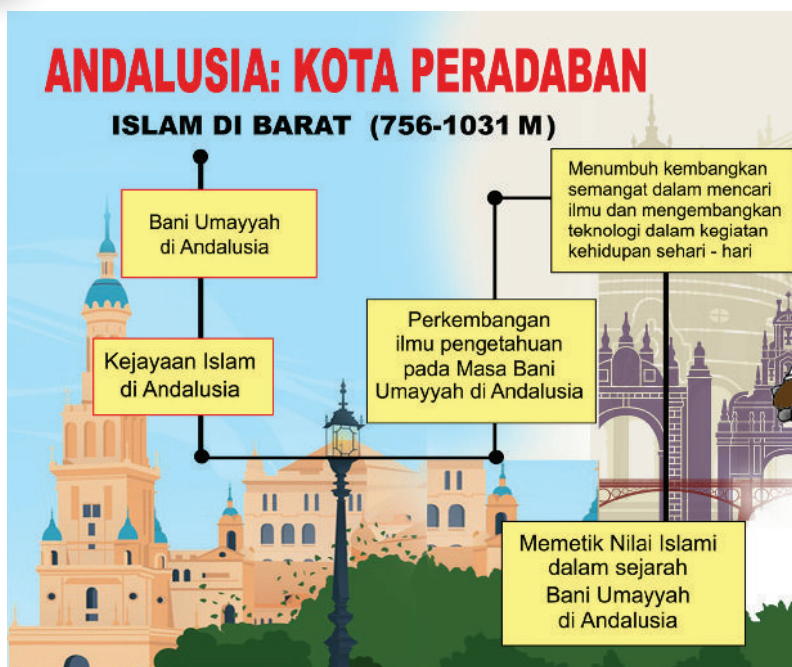 ANDALUSIA: KOTA PERADABAN
ISLAM DI BARAT (756-1031 M)
Bani Umayyah
di Andalusia
Kejayaan Islam
di Andalusia
Perkembangan
ilmu pengetahuan
pada Masa Bani
Umayyah di Andalusia
Menumbuh kembangkan
semangat dalam mencari
ilmu dan mengembangkan
teknologi dalam kegiatan
kehidupan sehari - hari
Memetik Nilai Islami
dalam sejarah
Bani Umayyah
di Andalusia